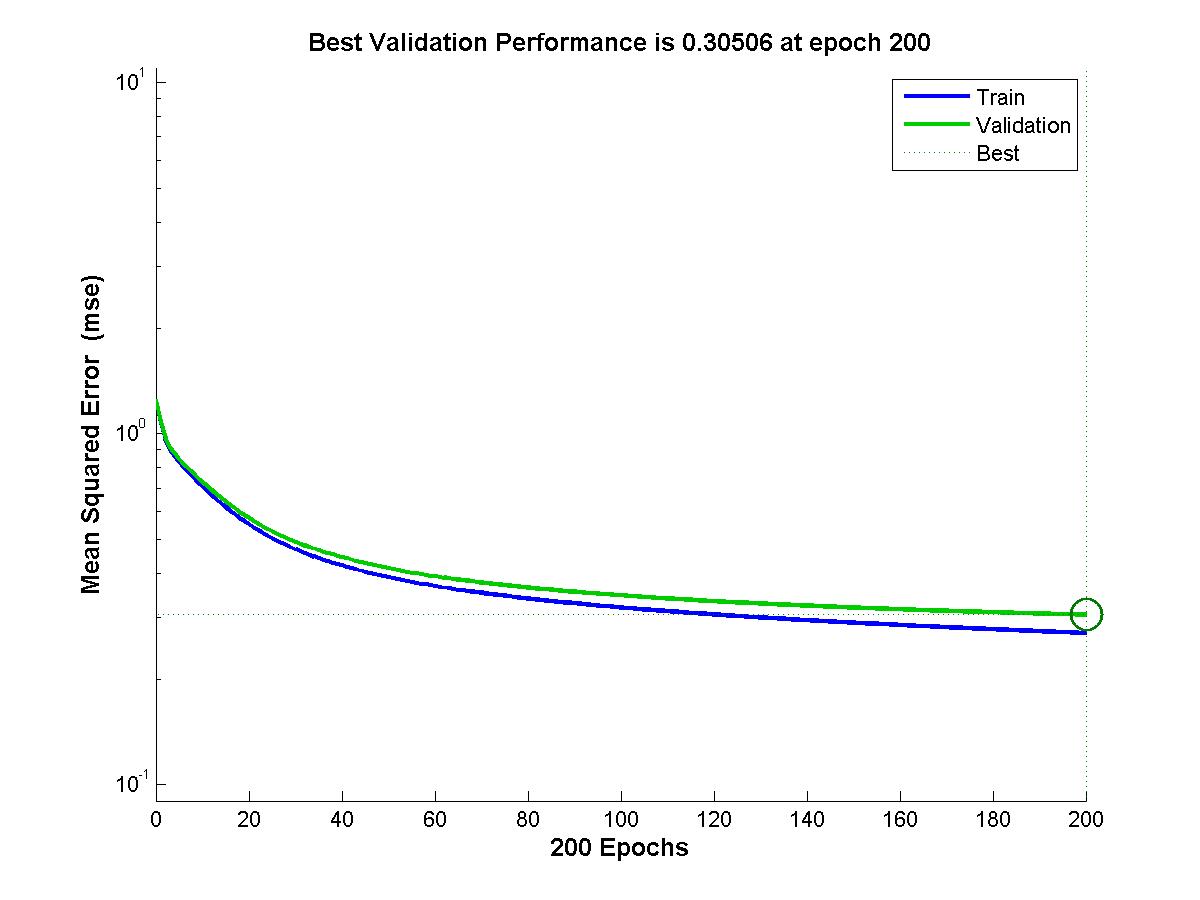 Best Validation Performance is 0.30506 at epoch 200
Train
Validation
Best
Mean Squared Error (mse)
10^1
10^0
10^-1
0 20 40 60 80 100 120 140 160 180 200
200 Epochs